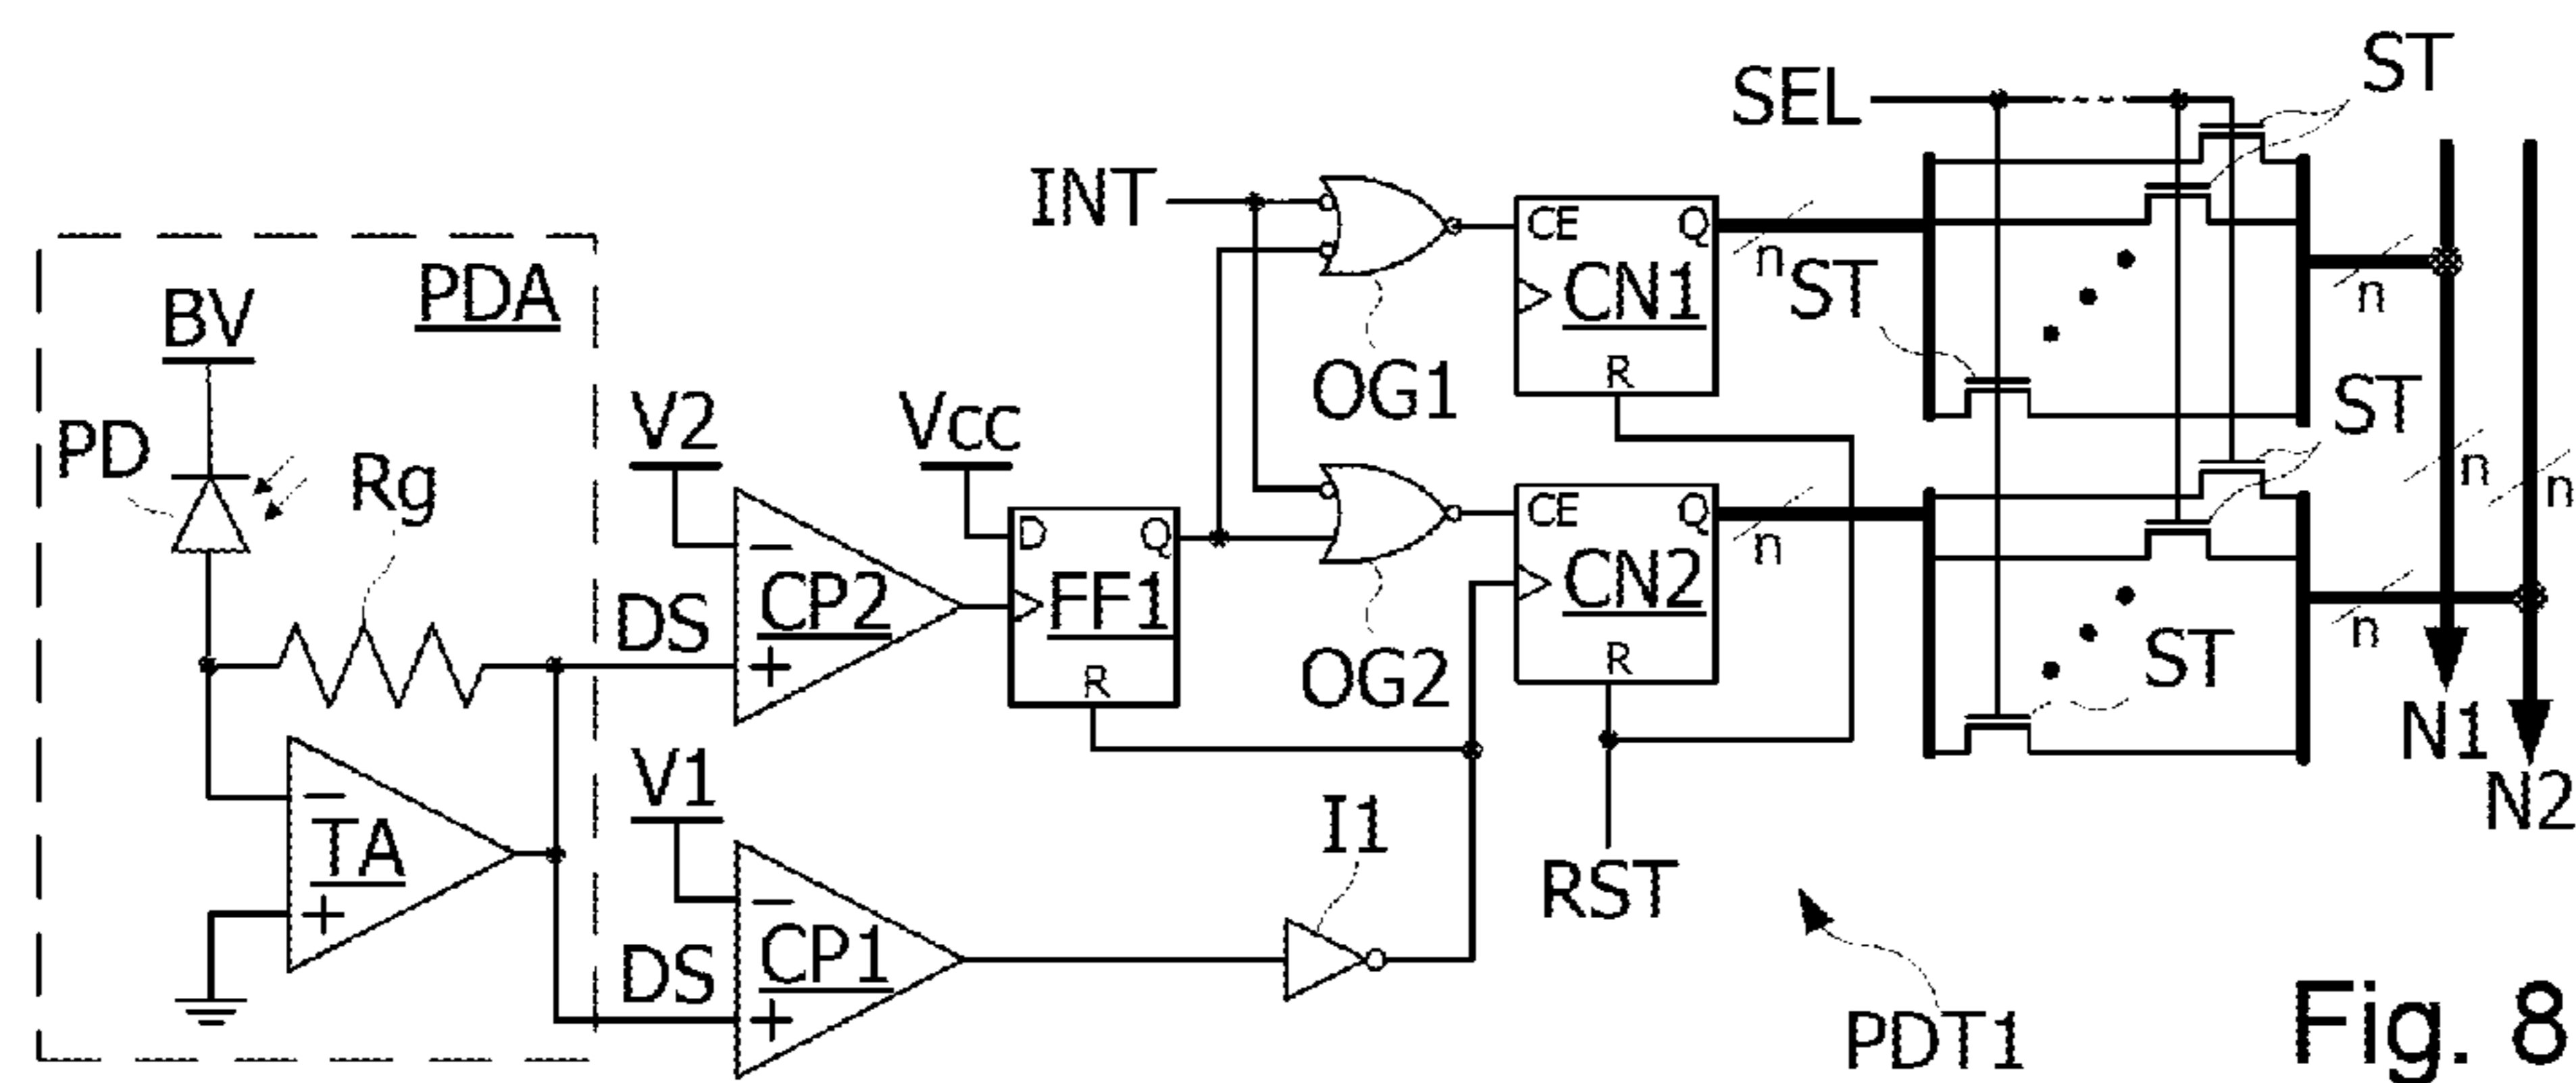 ST
SEL
INT
CE
Q
n
CN1
R
ST
n
PDA
BV
PD
Rg
OG1
ST
V2
Vcc
n
n
DS
−
CP2
+
D
Q
FF1
R
OG2
CE
Q
n
CN2
R
n
ST
N1
N2
−
TA
+
V1
DS
−
CP1
+
I1
RST
PDT1
Fig. 8